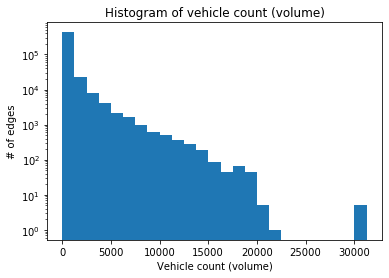 Histogram of vehicle count (volume)
# of edges
10⁵
10⁴
10³
10²
10¹
10⁰
0 5000 10000 15000 20000 25000 30000
Vehicle count (volume)